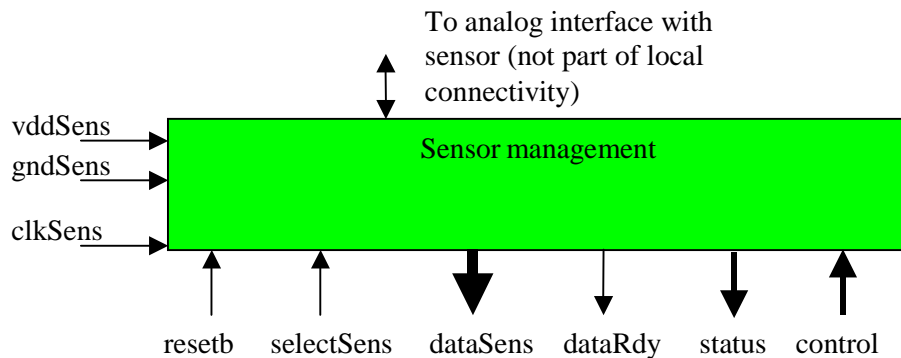 To analog interface with
sensor (not part of local
connectivity)
vddSens
Sensor management
gndSens
clkSens
resetb selectSens dataSens dataRdy status control